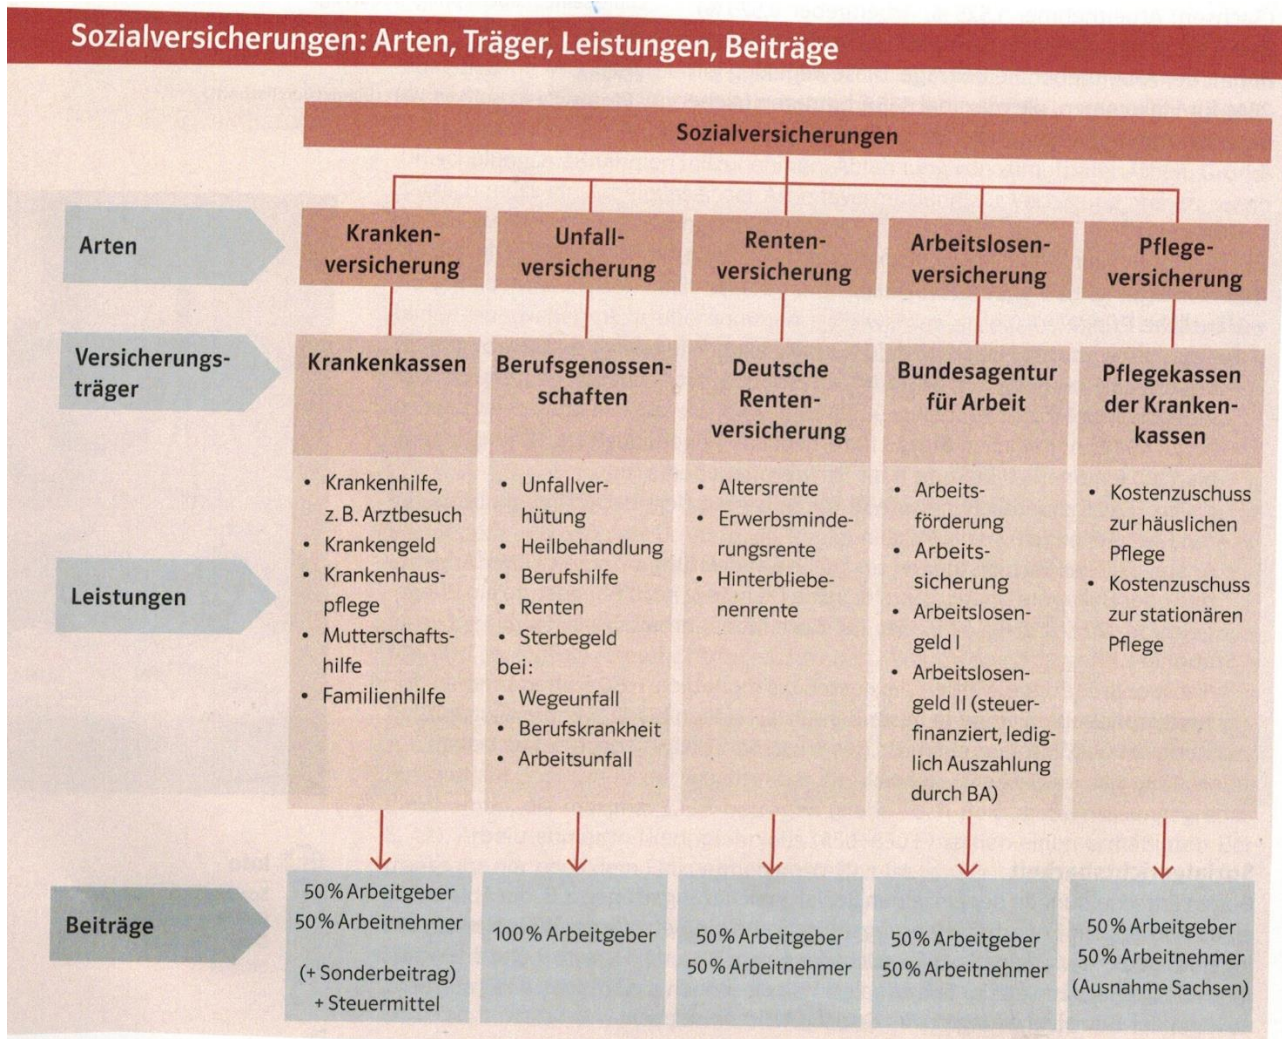 Sozialversicherungen: Arten, Träger, Leistungen, Beiträge
Sozialversicherungen
Arten
Kranken-
versicherung
Unfall-
versicherung
Renten-
versicherung
Arbeitslosen-
versicherung
Pflege-
versicherung
Versicherungs-
träger
Krankenkassen
Berufsgenossen-
schaften
Deutsche
Renten-
versicherung
Bundesagentur
für Arbeit
Pflegekassen
der Kranken-
kassen
Leistungen
• Krankenhilfe,
z. B. Arztbesuch
• Krankengeld
• Krankenhaus-
pflege
• Mutterschafts-
hilfe
• Familienhilfe
• Unfallver-
hütung
• Heilbehandlung
• Berufshilfe
• Renten
• Sterbegeld
bei:
• Wegeunfall
• Berufskrankheit
• Arbeitsunfall
• Altersrente
• Erwerbsminde-
rungsrente
• Hinterbliebe-
nenrente
• Arbeits-
förderung
• Arbeits-
sicherung
• Arbeitslosen-
geld I
• Arbeitslosen-
geld II (steuer-
finanziert, ledig-
lich Auszahlung
durch BA)
• Kostenzuschuss
zur häuslichen
Pflege
• Kostenzuschuss
zur stationären
Pflege
Beiträge
50 % Arbeitgeber
50 % Arbeitnehmer
(+ Sonderbeitrag)
+ Steuermittel
100 % Arbeitgeber
50 % Arbeitgeber
50 % Arbeitnehmer
50 % Arbeitgeber
50 % Arbeitnehmer
50 % Arbeitgeber
50 % Arbeitnehmer
(Ausnahme Sachsen)